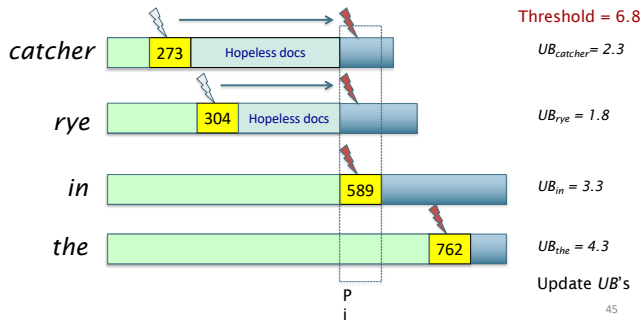 Threshold = 6.8
catcher 273 Hopeless docs UBcatcher= 2.3
rye 304 Hopeless docs UBrye = 1.8
in 589 UBin = 3.3
the 762 UBthe = 4.3
Update UB's
P
i
45